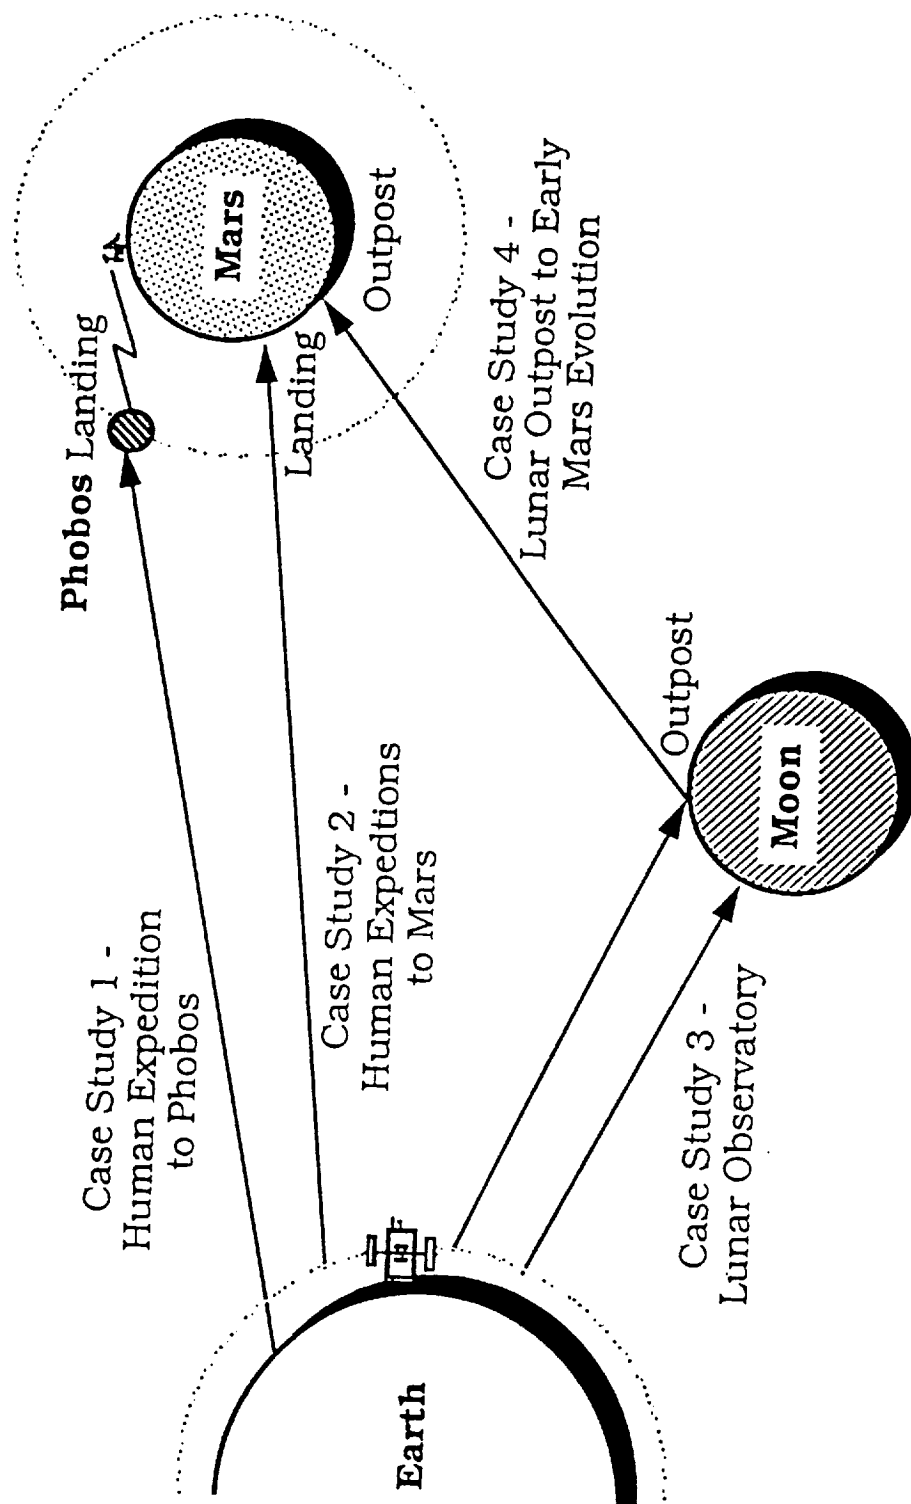 Case Study 1 -
Human Expedition
to Phobos
Phobos Landing
Case Study 2 -
Human Expedtions
to Mars
Landing
Mars
Outpost
Case Study 4 -
Lunar Outpost to Early
Mars Evolution
Earth
Outpost
Moon
Case Study 3 -
Lunar Observatory